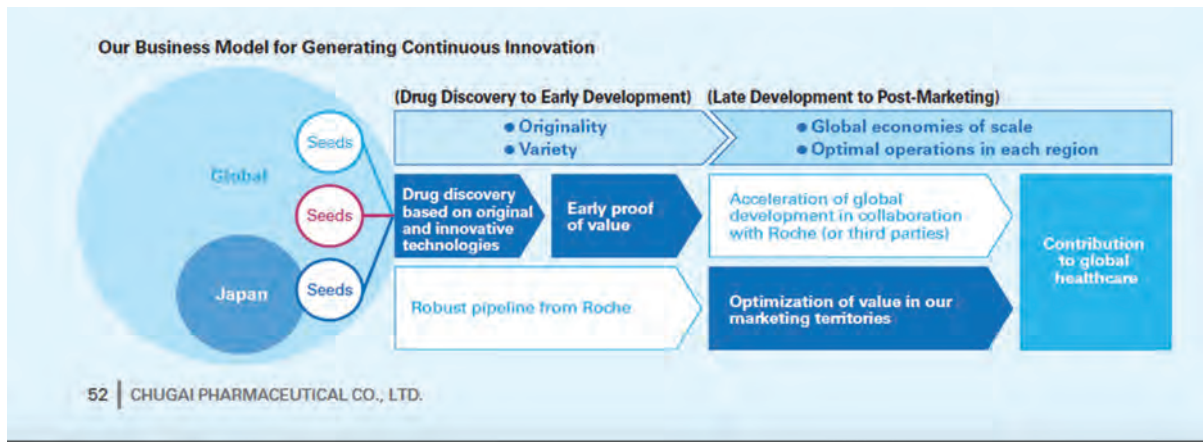 Our Business Model for Generating Continuous Innovation
(Drug Discovery to Early Development)
(Late Development to Post-Marketing)
● Originality
● Variety
● Global economies of scale
● Optimal operations in each region
Global
Seeds
Seeds
Seeds
Japan
Drug discovery
based on original
and innovative
technologies
Early proof
of value
Acceleration of global
development in collaboration
with Roche (or third parties)
Robust pipeline from Roche
Optimization of value in our
marketing territories
Contribution
to global
healthcare
52 | CHUGAI PHARMACEUTICAL CO., LTD.